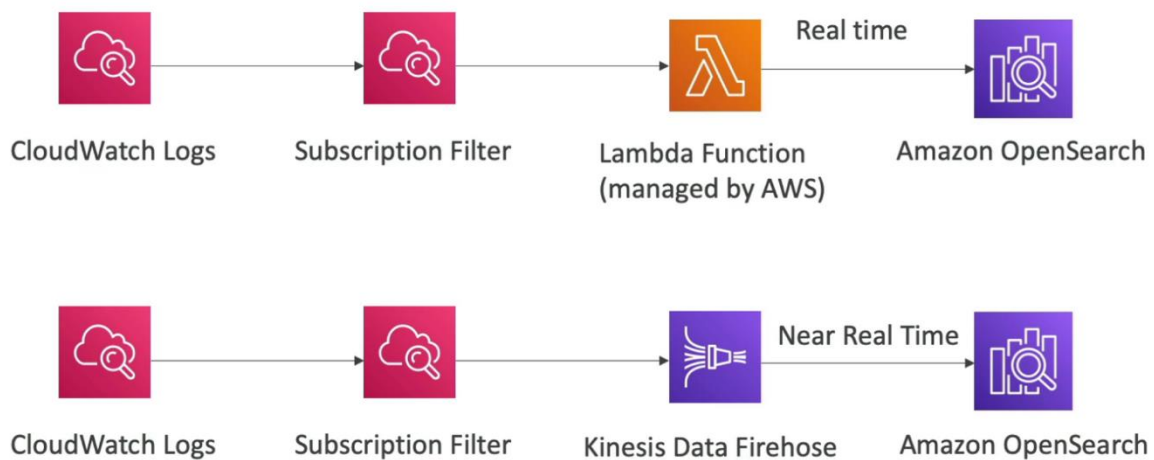 Real time
CloudWatch Logs
Subscription Filter
Lambda Function
(managed by AWS)
Amazon OpenSearch
Near Real Time
CloudWatch Logs
Subscription Filter
Kinesis Data Firehose
Amazon OpenSearch